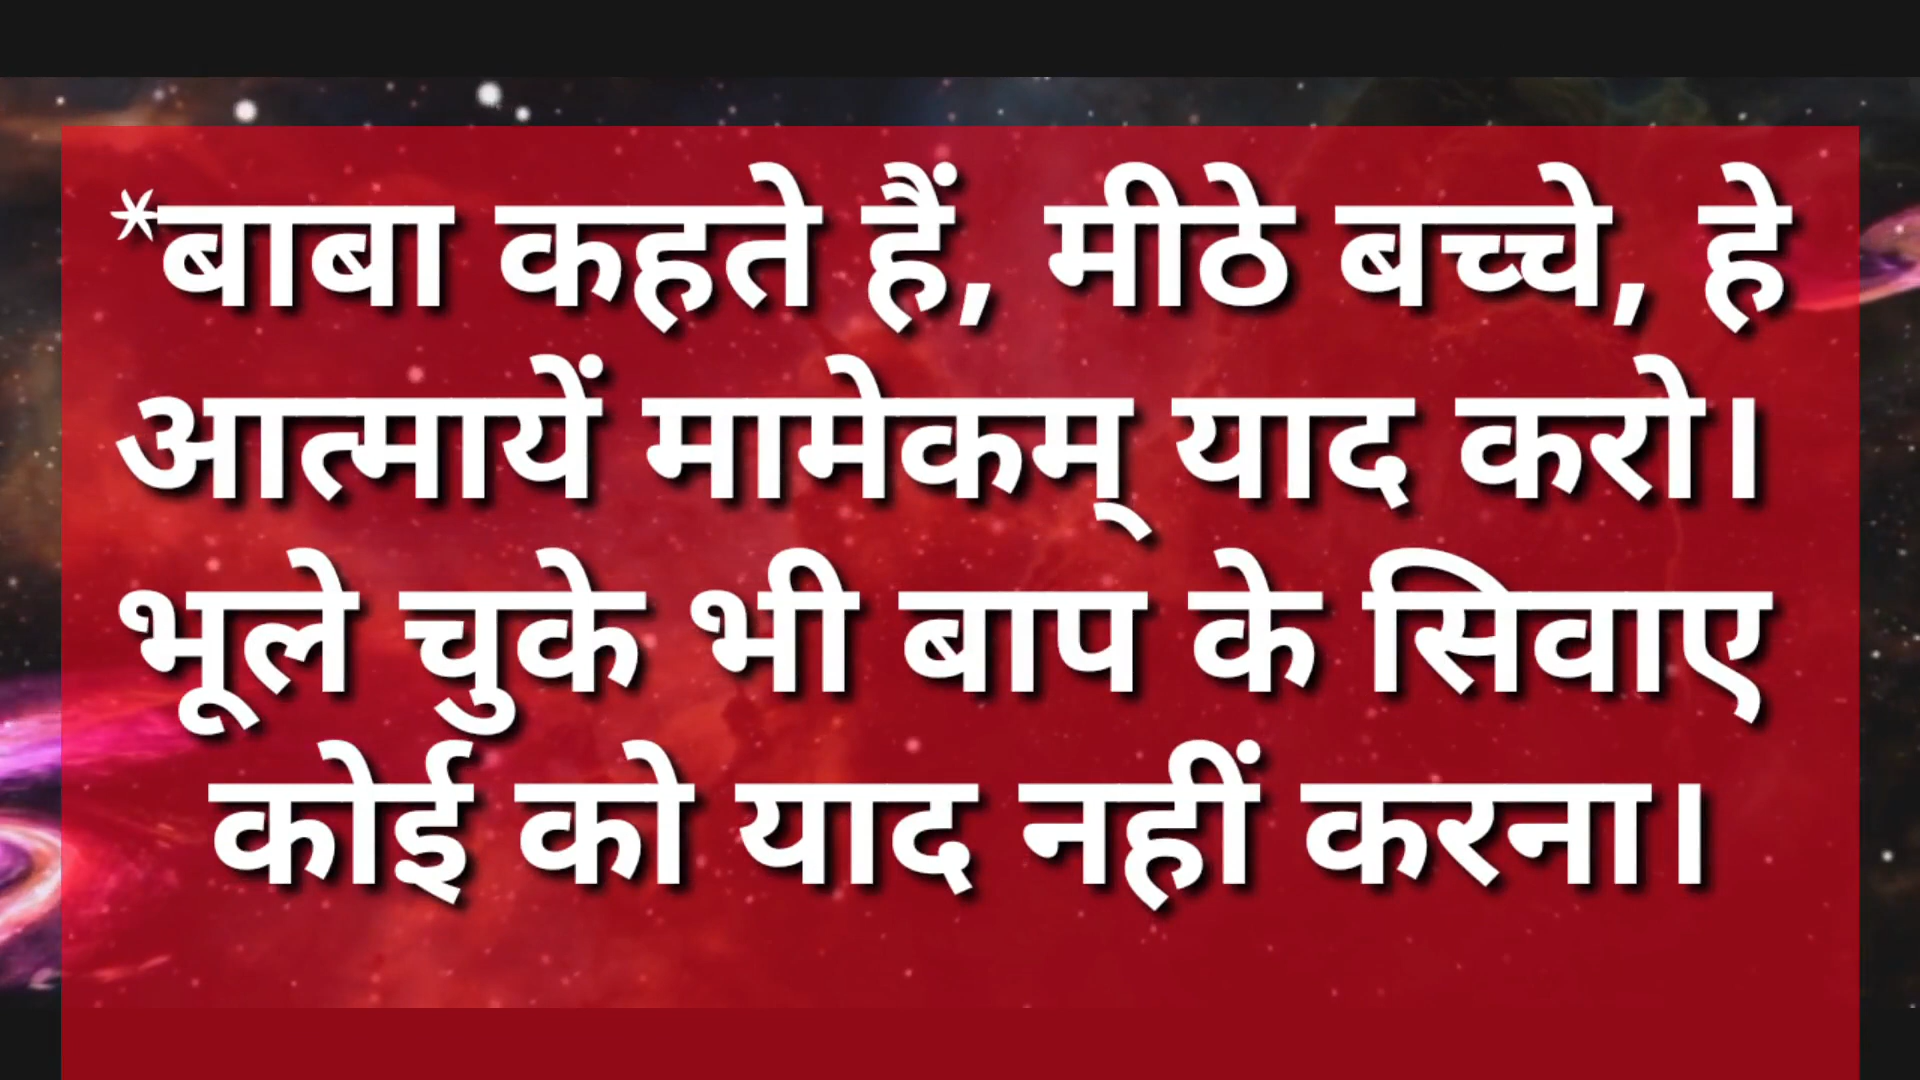 *बाबा कहते हैं, मीठे बच्चे, हे
आत्मायें मामेकम् याद करो।
भूले चुके भी बाप के सिवाए
कोई को याद नहीं करना।